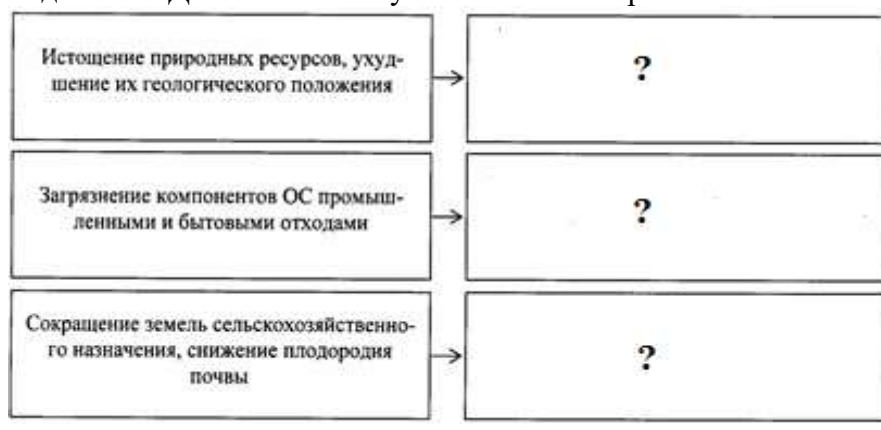 Истощение природных ресурсов, ухуд-
шение их геологического положения
?
Загрязнение компонентов ОС промыш-
ленными и бытовыми отходами
?
Сокращение земель сельскохозяйственно-
го назначения, снижение плодородия
почвы
?